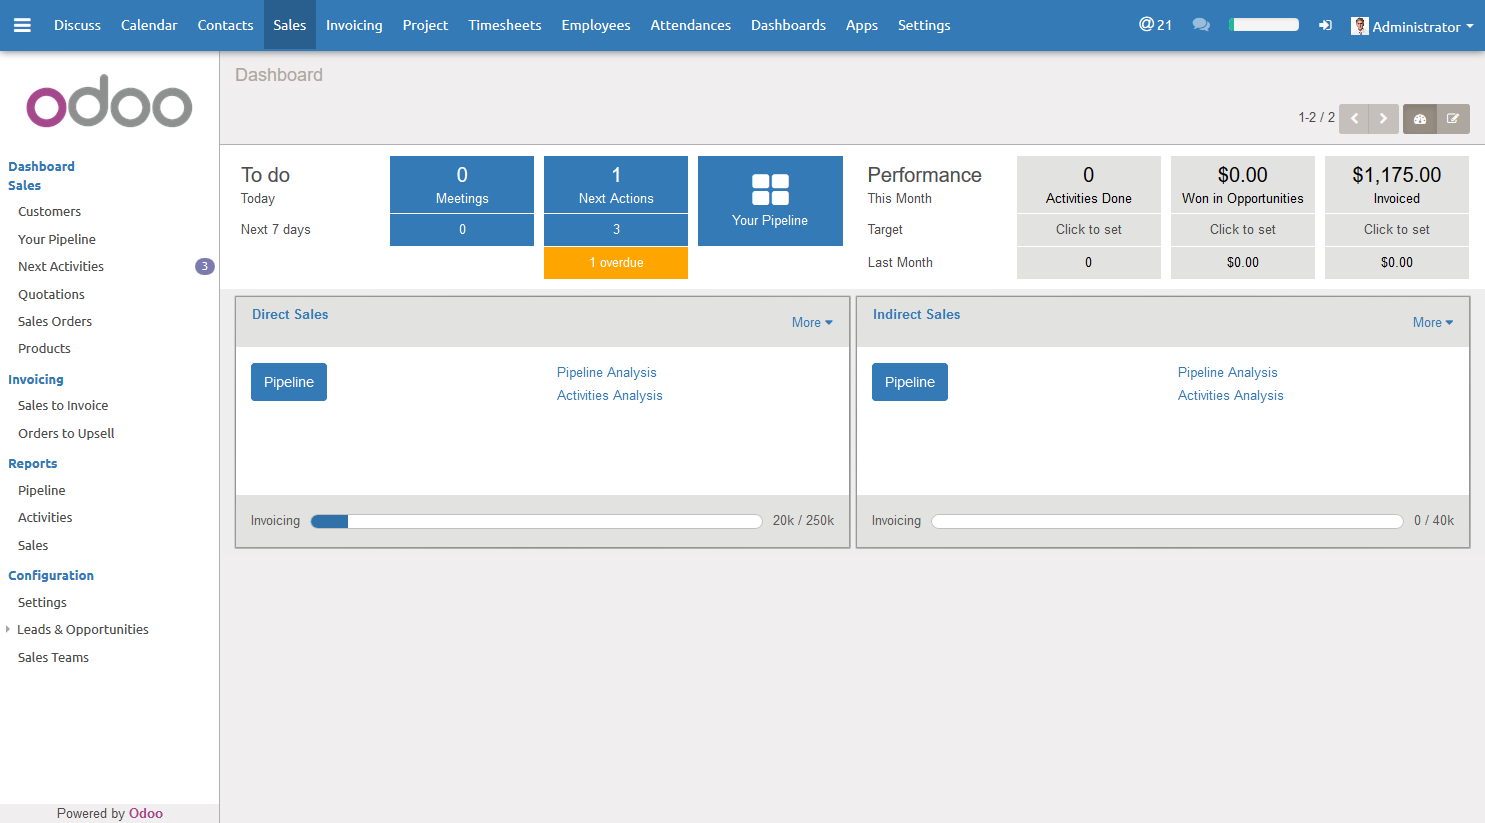 Discuss Calendar Contacts Sales Invoicing Project Timesheets Employees Attendances Dashboards Apps Settings @21 Administrator
odoo
Dashboard
1-2 / 2
Dashboard
Sales
Customers
Your Pipeline
Next Activities 3
Quotations
Sales Orders
Products
Invoicing
Sales to Invoice
Orders to Upsell
Reports
Pipeline
Activities
Sales
Configuration
Settings
Leads & Opportunities
Sales Teams
Powered by Odoo
To do
Today
Next 7 days
0
Meetings
0
1
Next Actions
3
1 overdue
Your Pipeline
Performance
This Month
Target
Last Month
0
Activities Done
Click to set
0
$0.00
Won in Opportunities
Click to set
$0.00
$1,175.00
Invoiced
Click to set
$0.00
Direct Sales
More
Pipeline
Pipeline Analysis
Activities Analysis
Invoicing 20k / 250k
Indirect Sales
More
Pipeline
Pipeline Analysis
Activities Analysis
Invoicing 0 / 40k